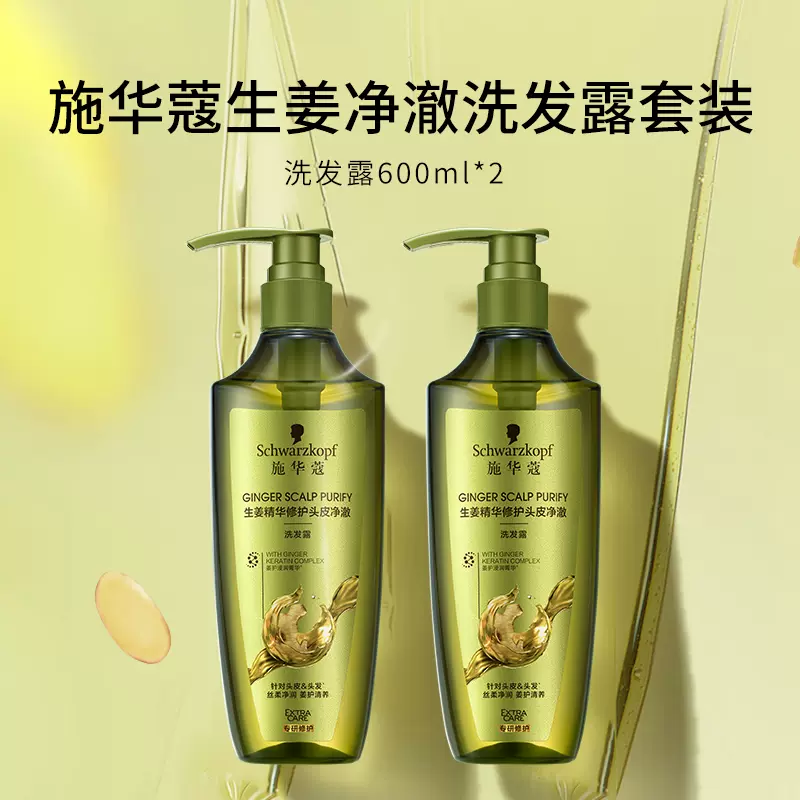 施华蔻生姜净澈洗发露套装
洗发露600ml*2
Schwarzkopf
施华蔻
GINGER SCALP PURIFY
生姜精华修护头皮净澈
洗发露
WITH GINGER
KERATIN COMPLEX
针对头皮&头发
丝柔净润 姜护清养
EXTRA
CARE
专研修护
Schwarzkopf
施华蔻
GINGER SCALP PURIFY
生姜精华修护头皮净澈
洗发露
WITH GINGER
KERATIN COMPLEX
针对头皮&头发
丝柔净润 姜护清养
EXTRA
CARE
专研修护